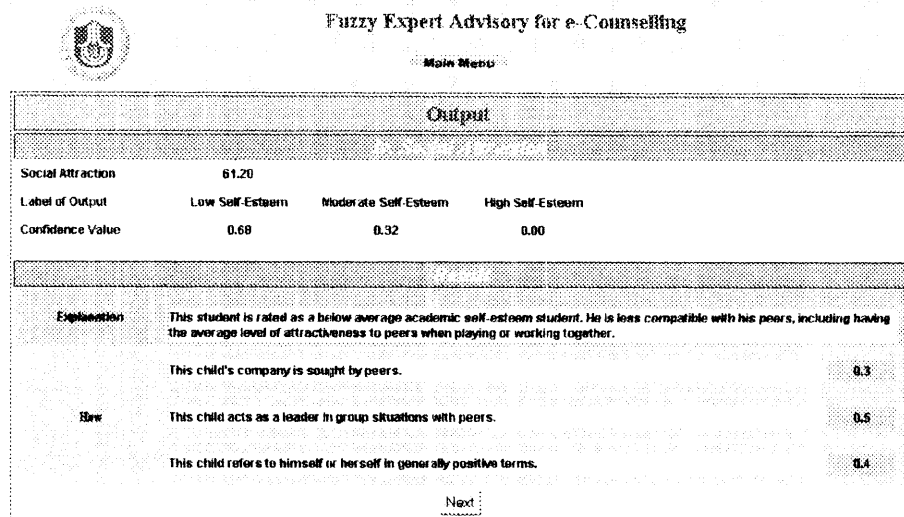 Fuzzy Expert Advisory for e-Counselling
Main Menu
Output
Social Attraction
Social Attraction 61.20
Label of Output Low Self-Esteem Moderate Self-Esteem High Self-Esteem
Confidence Value 0.68 0.32 0.00
Result
Explanation This student is rated as a below average academic self-esteem student. He is less compatible with his peers, including having
the average level of attractiveness to peers when playing or working together.
This child's company is sought by peers. 0.3
How This child acts as a leader in group situations with peers. 0.5
This child refers to himself or herself in generally positive terms. 0.4
Next